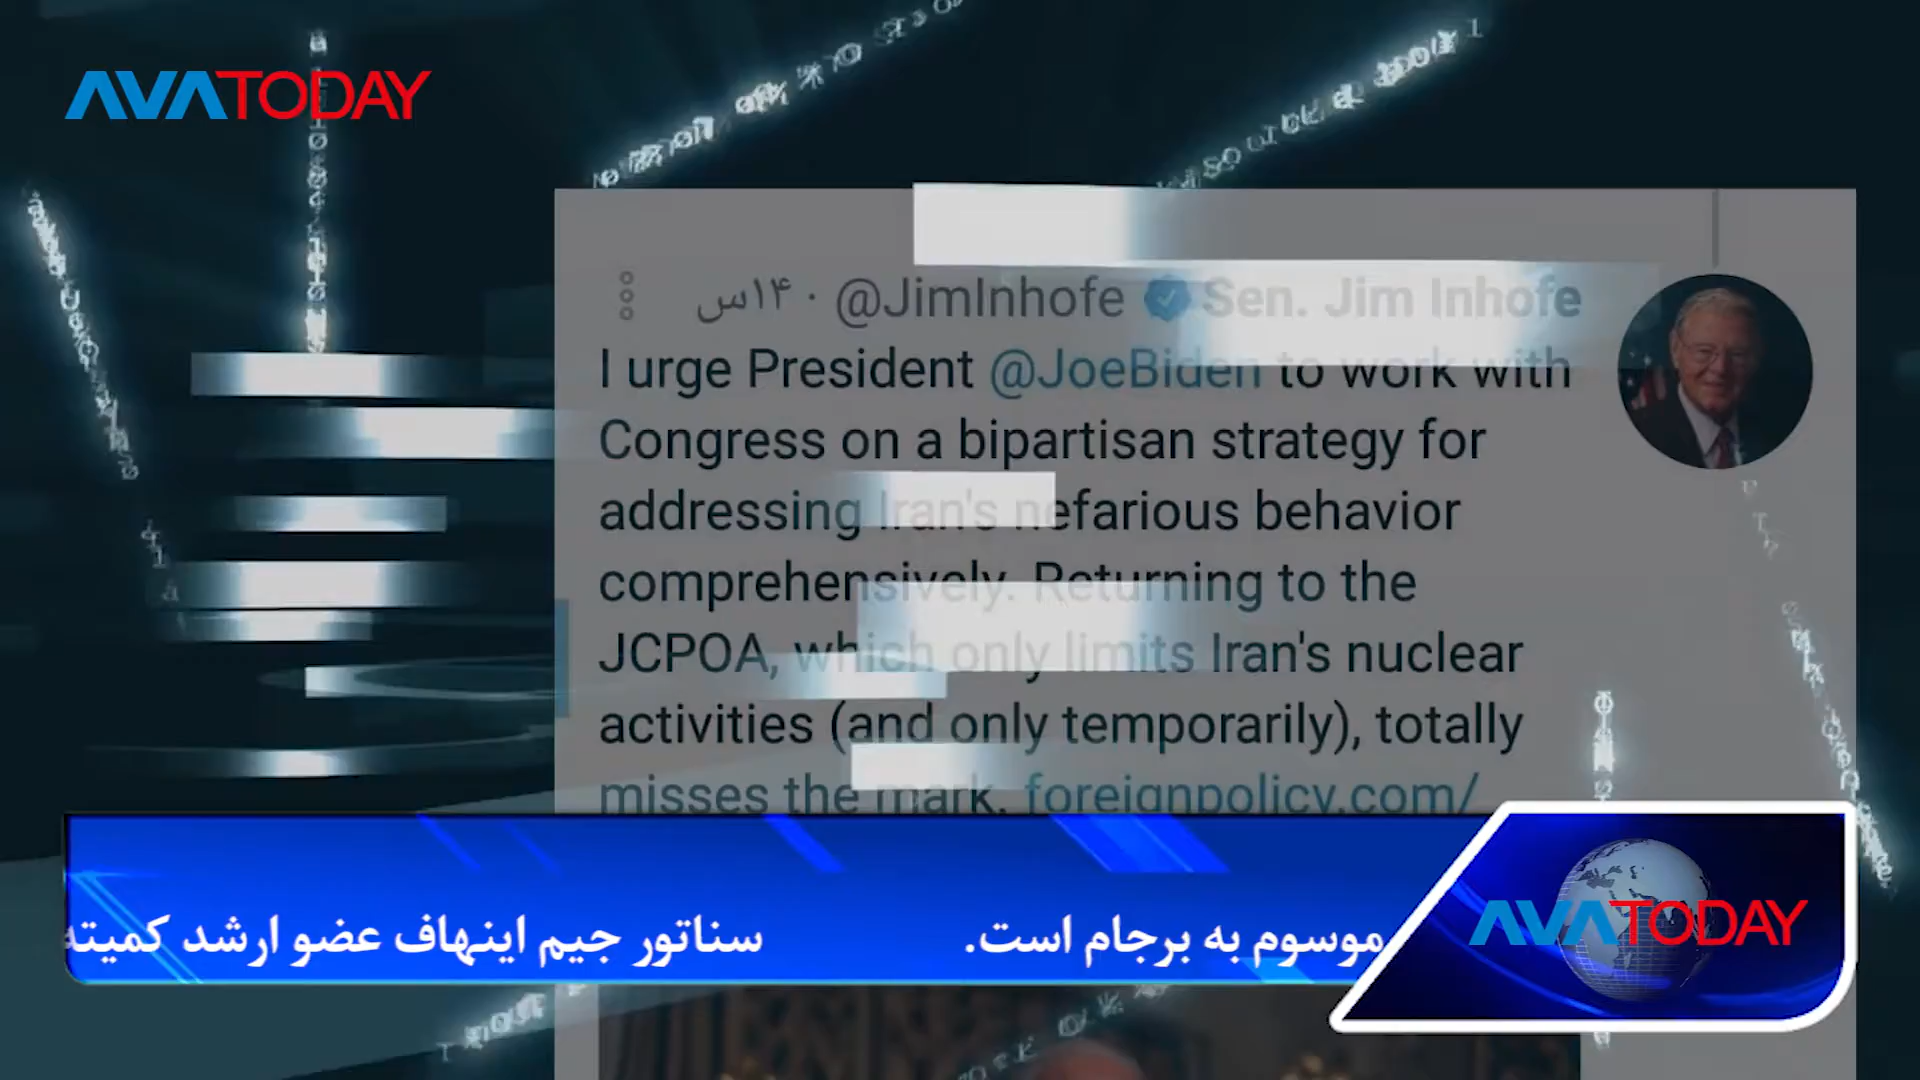 AVATODAY
Sen. Jim Inhofe @JimInhofe · ۱۴س
I urge President @JoeBiden to work with
Congress on a bipartisan strategy for
addressing Iran's nefarious behavior
comprehensively. Returning to the
JCPOA, which only limits Iran's nuclear
activities (and only temporarily), totally
misses the mark. foreignpolicy.com/
موسوم به برجام است. سناتور جیم اینهاف عضو ارشد کمیته
AVATODAY